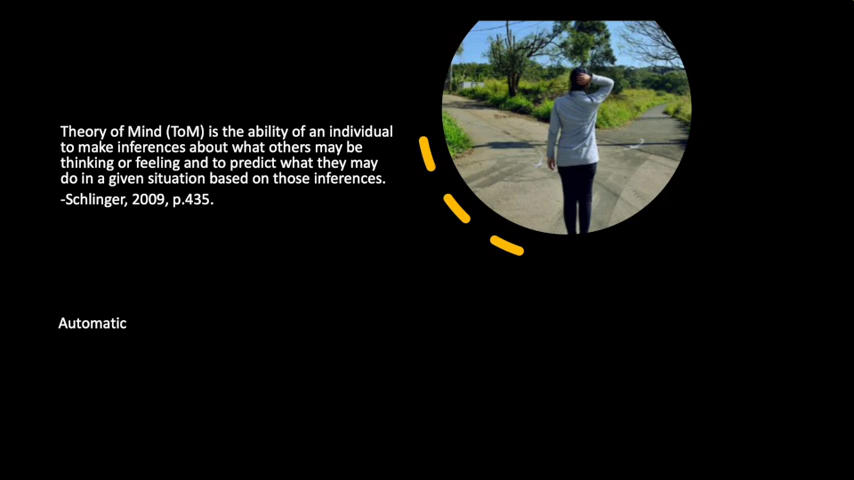 Theory of Mind (ToM) is the ability of an individual
to make inferences about what others may be
thinking or feeling and to predict what they may
do in a given situation based on those inferences.
-Schlinger, 2009, p.435.
Automatic